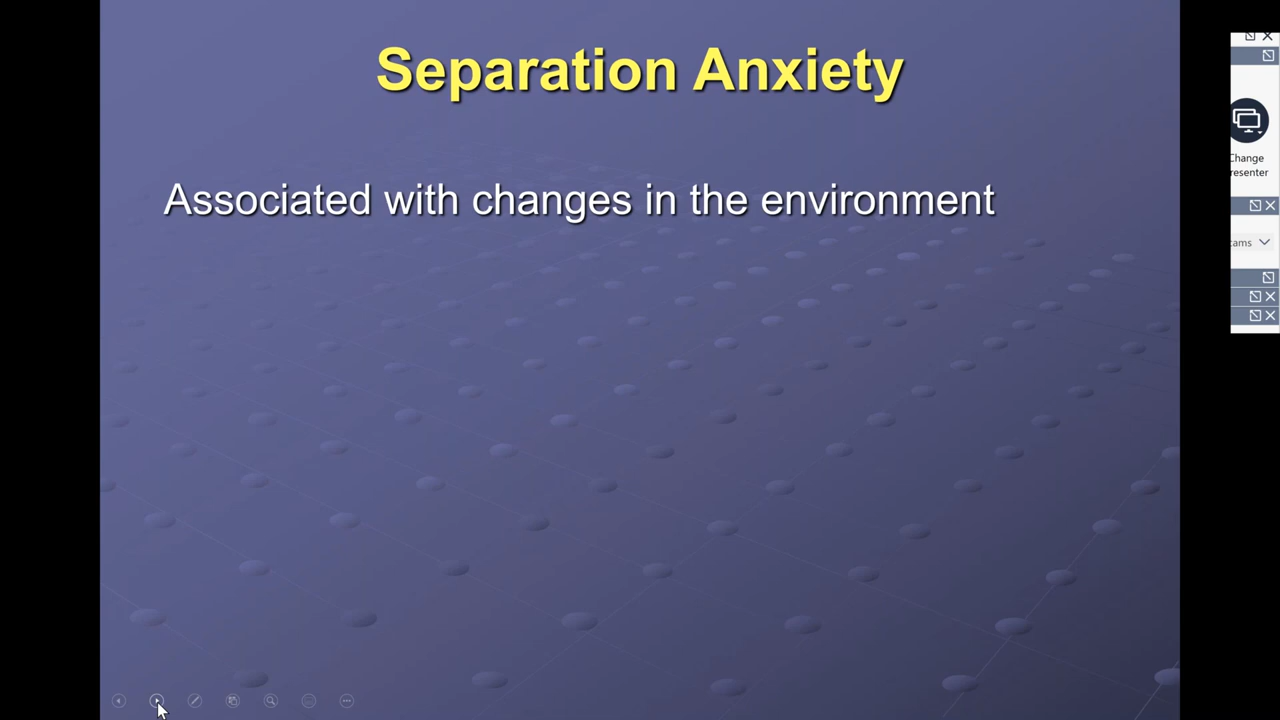 Separation Anxiety
Associated with changes in the environment
Change
resenter
ams